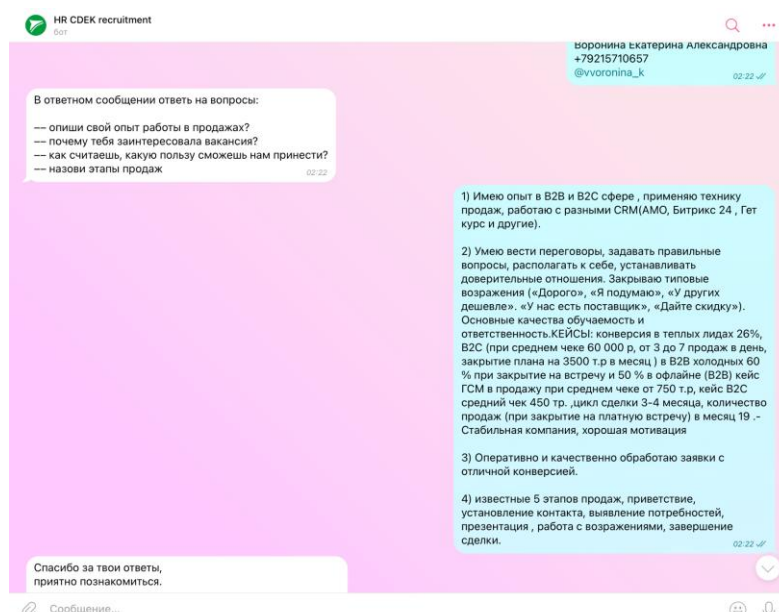 HR CDEK recruitment
бот
Воронина Екатерина Александровна
+79215710657
@vvoronina_k
02:22
В ответном сообщении ответь на вопросы:
–– опиши свой опыт работы в продажах?
–– почему тебя заинтересовала вакансия?
–– как считаешь, какую пользу сможешь нам принести?
–– назови этапы продаж
02:22
1) Имею опыт в B2B и B2C сфере , применяю технику
продаж, работаю с разными CRM(АМО, Битрикс 24 , Гет
курс и другие).
2) Умею вести переговоры, задавать правильные
вопросы, располагать к себе, устанавливать
доверительные отношения. Закрываю типовые
возражения («Дорого», «Я подумаю», «У других
дешевле». «У нас есть поставщик», «Дайте скидку»).
Основные качества обучаемость и
ответственность.КЕЙСЫ: конверсия в теплых лидах 26%,
B2C (при среднем чеке 60 000 р, от 3 до 7 продаж в день,
закрытие плана на 3500 т.р в месяц ) в B2B холодных 60
% при закрытие на встречу и 50 % в офлайне (B2B) кейс
ГСМ в продажу при среднем чеке от 750 т.р, кейс B2C
средний чек 450 тр. ,цикл сделки 3-4 месяца, количество
продаж (при закрытие на платную встречу) в месяц 19 .-
Стабильная компания, хорошая мотивация
3) Оперативно и качественно обработаю заявки с
отличной конверсией.
4) известные 5 этапов продаж, приветствие,
установление контакта, выявление потребностей,
презентация , работа с возражениями, завершение
сделки.
02:22
Спасибо за твои ответы,
приятно познакомиться.
Сообщение...